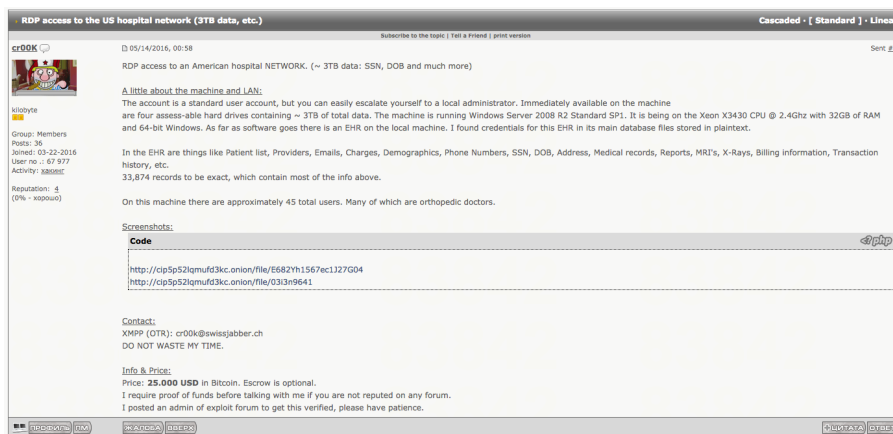 RDP access to the US hospital network (3TB data, etc.)
Cascaded · [ Standard ] · Linea
Subscribe to the topic | Tell a Friend | print version
cr00K
05/14/2016, 00:58
Sent #
RDP access to an American hospital NETWORK. (~ 3TB data: SSN, DOB and much more)
A little about the machine and LAN:
The account is a standard user account, but you can easily escalate yourself to a local administrator. Immediately available on the machine
are four assess-able hard drives containing ~ 3TB of total data. The machine is running Windows Server 2008 R2 Standard SP1. It is being on the Xeon X3430 CPU @ 2.4Ghz with 32GB of RAM
and 64-bit Windows. As far as software goes there is an EHR on the local machine. I found credentials for this EHR in its main database files stored in plaintext.
In the EHR are things like Patient list, Providers, Emails, Charges, Demographics, Phone Numbers, SSN, DOB, Address, Medical records, Reports, MRI's, X-Rays, Billing information, Transaction
history, etc.
33,874 records to be exact, which contain most of the info above.
On this machine there are approximately 45 total users. Many of which are orthopedic doctors.
kilobyte
Group: Members
Posts: 36
Joined: 03-22-2016
User no .: 67 977
Activity: хакинг
Reputation: 4
(0% - хорошо)
Screenshots:
Code
<?php
http://cip5p52lqmufd3kc.onion/file/E682Yh1567ec1J27G04
http://cip5p52lqmufd3kc.onion/file/03i3n9641
Contact:
XMPP (OTR): cr00k@swissjabber.ch
DO NOT WASTE MY TIME.
Info & Price:
Price: 25.000 USD in Bitcoin. Escrow is optional.
I require proof of funds before talking with me if you are not reputed on any forum.
I posted an admin of exploit forum to get this verified, please have patience.
ПРОФИЛЬ
ПМ
ЖАЛОБА
ВВЕРХ
+ЦИТАТА
ОТВЕ